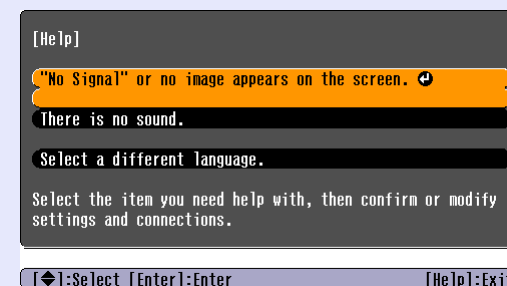 [Help]
"No Signal" or no image appears on the screen.
There is no sound.
Select a different language.
Select the item you need help with, then confirm or modify
settings and connections.
[◆]:Select [Enter]:Enter [Help]:Exit